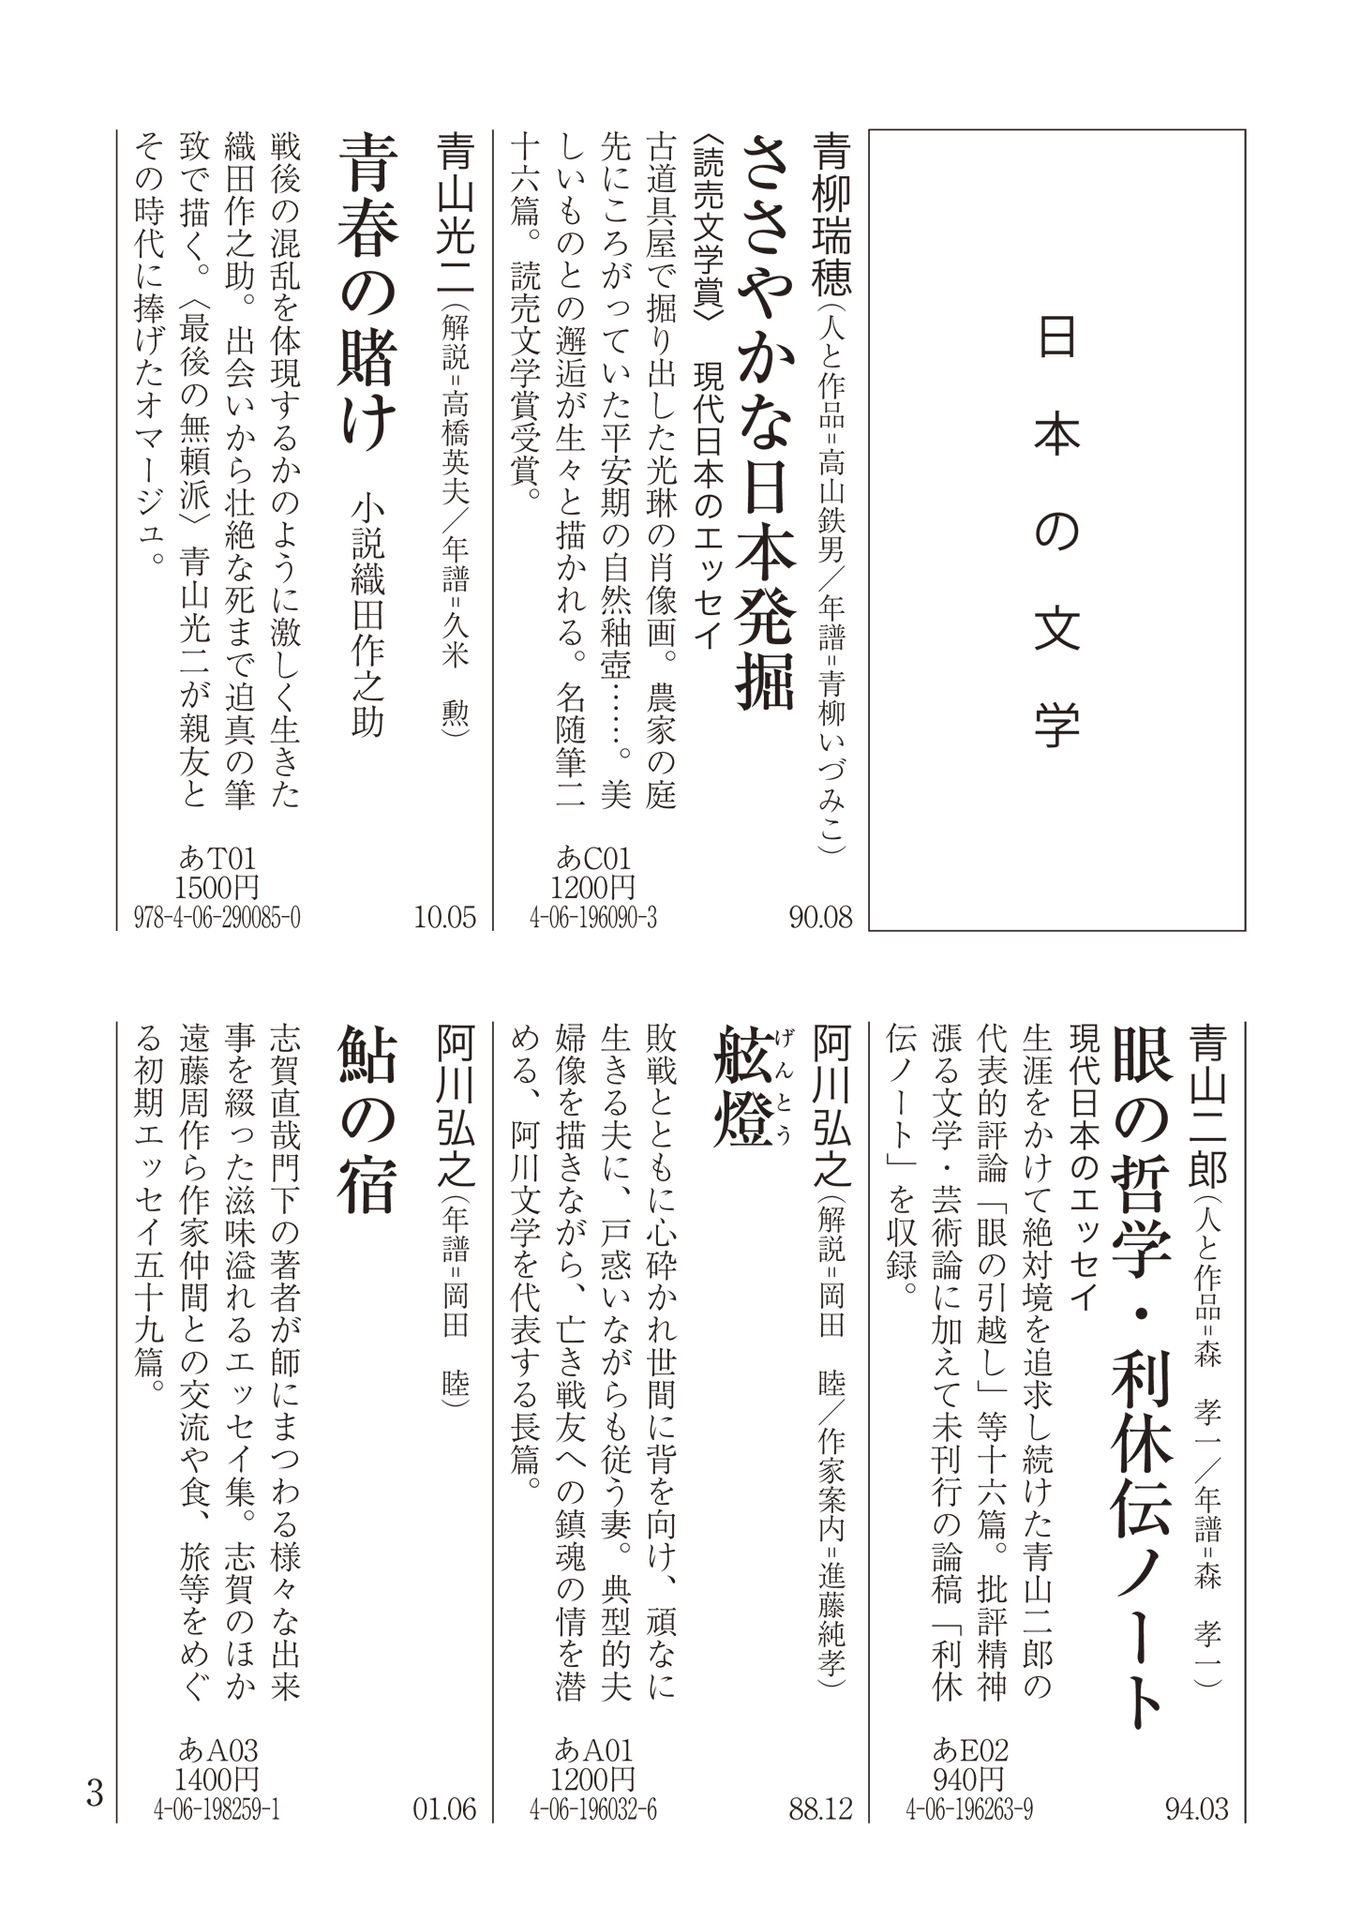 日本の文学
青柳瑞穂（人と作品＝高山鉄男／年譜＝青柳いづみこ）
ささやかな日本発掘
〈読売文学賞〉　現代日本のエッセイ
古道具屋で掘り出した光琳の肖像画。農家の庭
先にころがっていた平安期の自然釉壺……。美
しいものとの邂逅が生々と描かれる。名随筆二
十六篇。読売文学賞受賞。
あC01
1200円
4-06-196090-3
90.08
青山光二（解説＝高橋英夫／年譜＝久米　勲）
青春の賭け　小説織田作之助
戦後の混乱を体現するかのように激しく生きた
織田作之助。出会いから壮絶な死まで迫真の筆
致で描く。〈最後の無頼派〉青山光二が親友と
その時代に捧げたオマージュ。
あT01
1500円
978-4-06-290085-0
10.05
青山二郎（人と作品＝森　孝一／年譜＝森　孝一）
眼の哲学・利休伝ノート
現代日本のエッセイ
生涯をかけて絶対境を追求し続けた青山二郎の
代表的評論「眼の引越し」等十六篇。批評精神
漲る文学・芸術論に加えて未刊行の論稿「利休
伝ノート」を収録。
あE02
940円
4-06-196263-9
94.03
阿川弘之（解説＝岡田　睦／作家案内＝進藤純孝）
げんとう
舷燈
敗戦とともに心砕かれ世間に背を向け、頑なに
生きる夫に、戸惑いながらも従う妻。典型的夫
婦像を描きながら、亡き戦友への鎮魂の情を潜
める、阿川文学を代表する長篇。
あA01
1200円
4-06-196032-6
88.12
阿川弘之（年譜＝岡田　睦）
鮎の宿
志賀直哉門下の著者が師にまつわる様々な出来
事を綴った滋味溢れるエッセイ集。志賀のほか
遠藤周作ら作家仲間との交流や食、旅等をめぐ
る初期エッセイ五十九篇。
あA03
1400円
4-06-198259-1
01.06
3